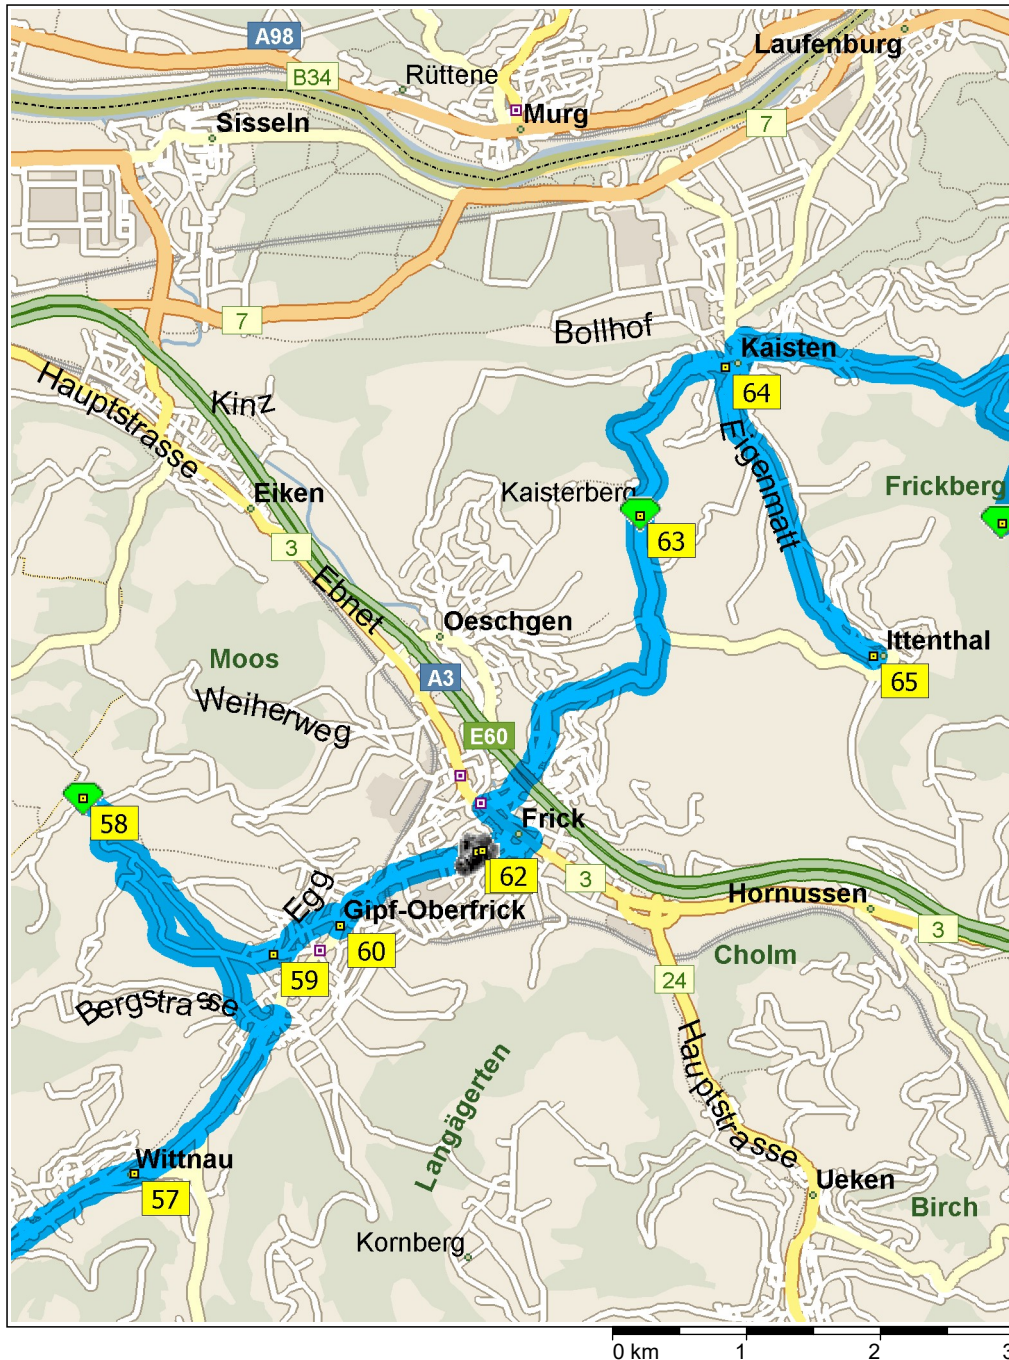 A98
Laufenburg
B34
Rüttene
Murg
Sisseln
7
7
Bollhof
Kaisten
64
Hauptstrasse
Kinz
Eigenmatt
Eiken
Kaisterberg
Frickberg
3
63
Ebnet
Oeschgen
Ittenthal
Moos
A3
65
Weiherweg
E60
58
Frick
62
3
Hornussen
Egg
Gipf-Oberfrick
60
3
Cholm
59
24
Bergstrasse
Hauptstrasse
Langägerten
Wittnau
57
Ueken
Birch
Kornberg
0 km 1 2 3